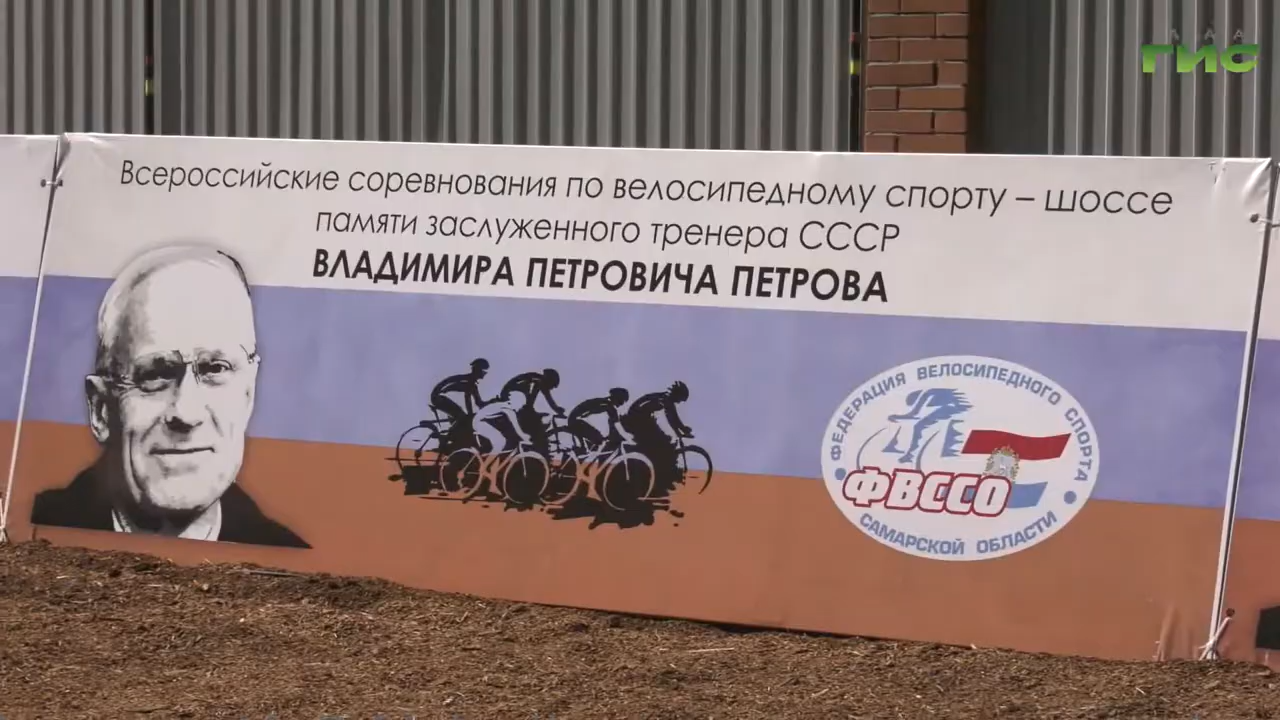 ГИС
Всероссийские соревнования по велосипедному спорту – шоссе
памяти заслуженного тренера СССР
ВЛАДИМИРА ПЕТРОВИЧА ПЕТРОВА
ФЕДЕРАЦИЯ ВЕЛОСИПЕДНОГО СПОРТА
ФВССО
САМАРСКОЙ ОБЛАСТИ